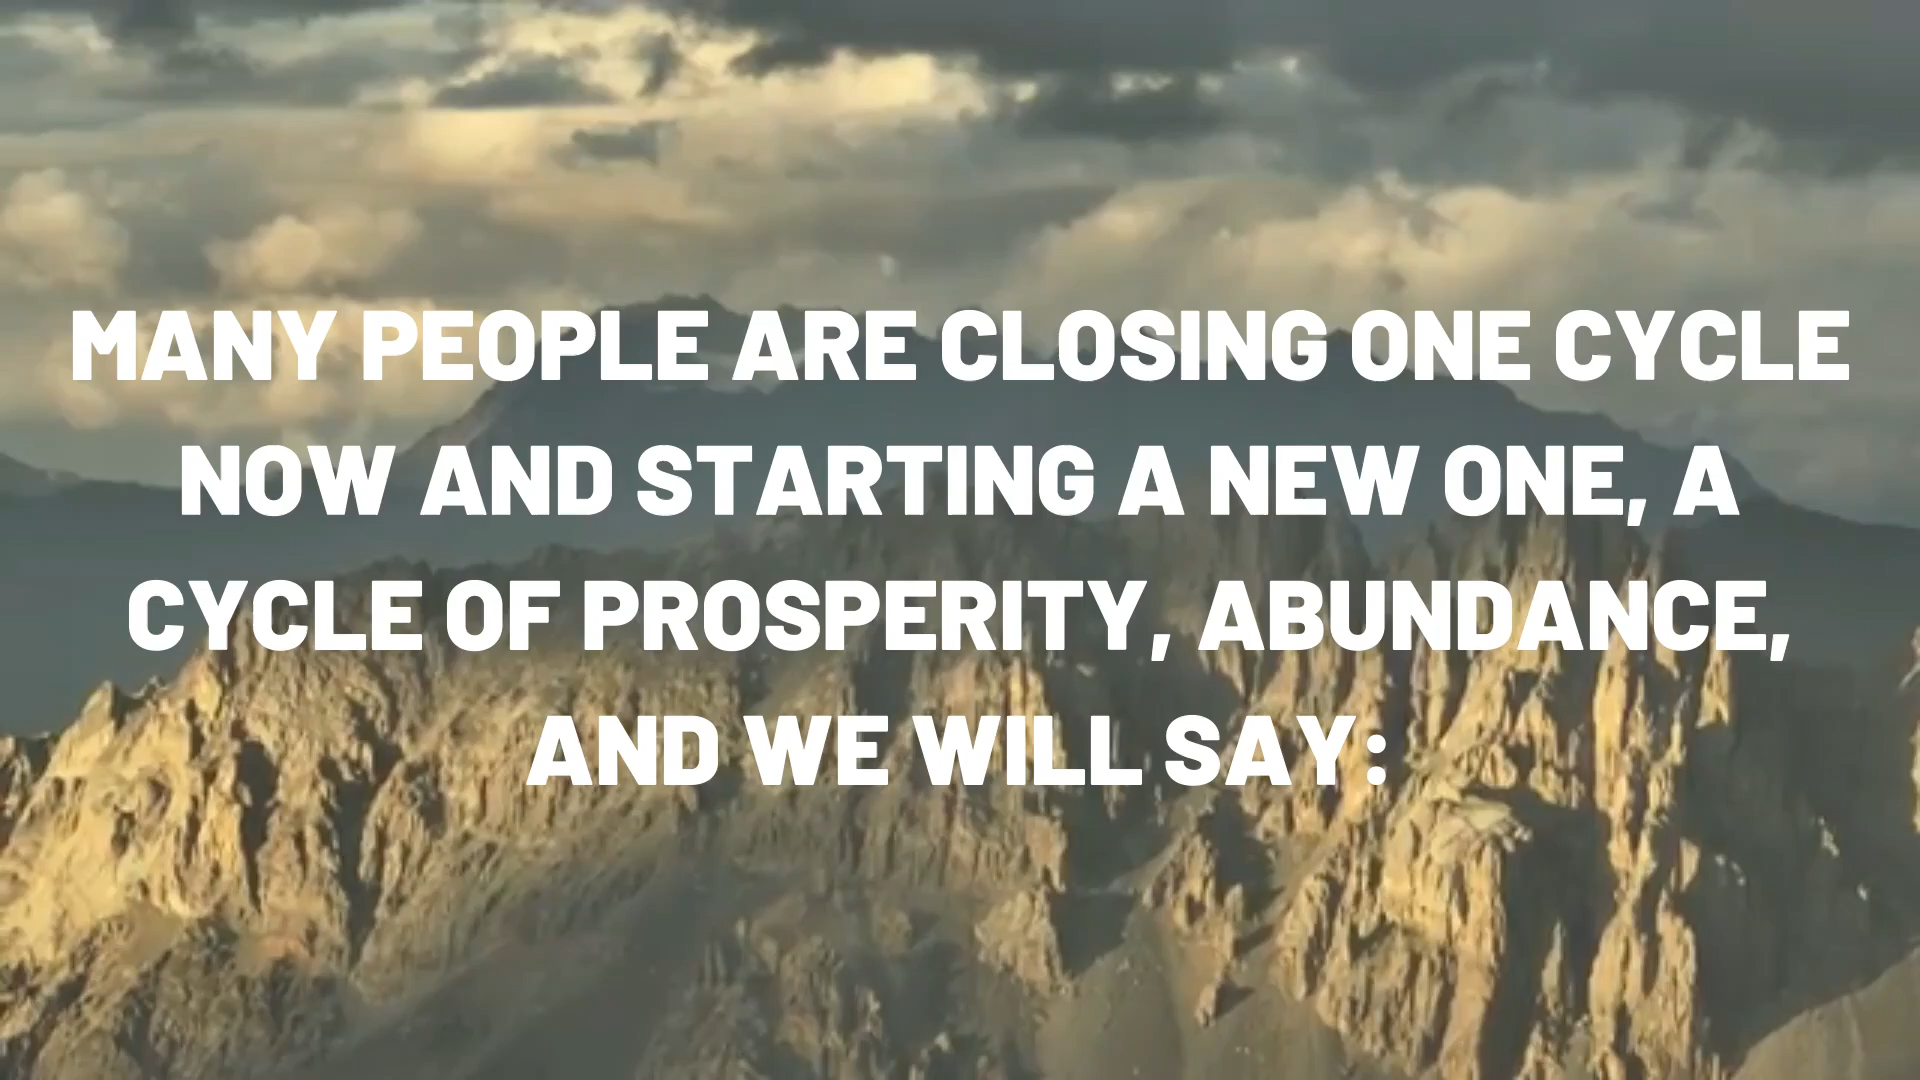 MANY PEOPLE ARE CLOSING ONE CYCLE
NOW AND STARTING A NEW ONE, A
CYCLE OF PROSPERITY, ABUNDANCE,
AND WE WILL SAY: